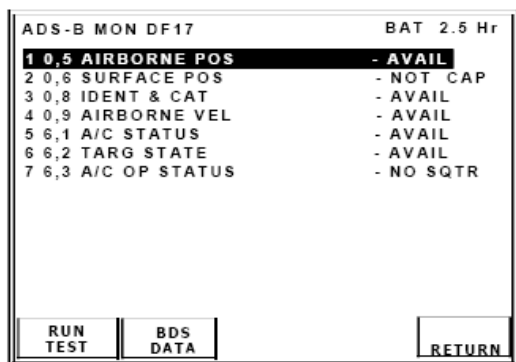 ADS-B MON DF17 BAT 2.5 Hr
1 0,5 AIRBORNE POS - AVAIL
2 0,6 SURFACE POS - NOT CAP
3 0,8 IDENT & CAT - AVAIL
4 0,9 AIRBORNE VEL - AVAIL
5 6,1 A/C STATUS - AVAIL
6 6,2 TARG STATE - AVAIL
7 6,3 A/C OP STATUS - NO SQTR
RUN TEST
BDS DATA
RETURN